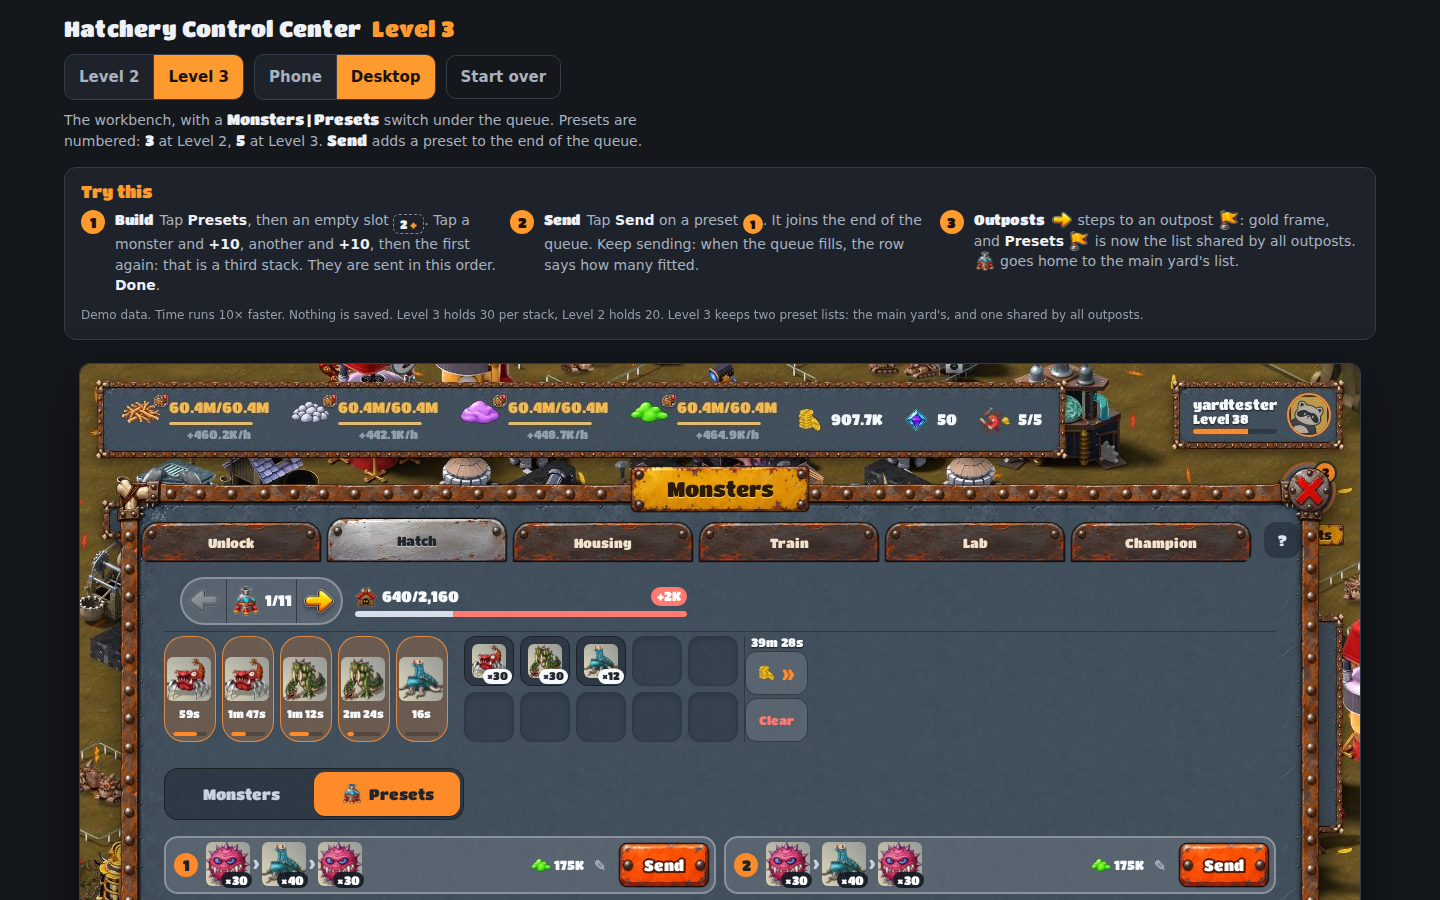 Hatchery Control Center Level 3
Level 2 Level 3 Phone Desktop Start over
The workbench, with a Monsters|Presets switch under the queue. Presets are
numbered: 3 at Level 2, 5 at Level 3. Send adds a preset to the end of the queue.
Try this
1 Build Tap Presets, then an empty slot 2+. Tap a
monster and +10, another and +10, then the first
again: that is a third stack. They are sent in this order.
Done.
2 Send Tap Send on a preset 1. It joins the end of the
queue. Keep sending: when the queue fills, the row
says how many fitted.
3 Outposts steps to an outpost : gold frame,
and Presets is now the list shared by all outposts.
goes home to the main yard's list.
Demo data. Time runs 10× faster. Nothing is saved. Level 3 holds 30 per stack, Level 2 holds 20. Level 3 keeps two preset lists: the main yard's, and one shared by all outposts.
60.4M/60.4M 60.4M/60.4M 60.4M/60.4M 60.4M/60.4M 907.7K 50 5/5
+460.2K/h +442.1K/h +448.7K/h +464.9K/h
yardtester
Level 36
Monsters
Unlock Hatch Housing Train Lab Champion ?
1/11 640/2,160 +2K
59s 1m 47s 1m 12s 2m 24s 16s
×30 ×30 ×12
39m 28s
Clear
Monsters Presets
1 ×30 › ×40 › ×30 175K ✎ Send
2 ×30 › ×40 › ×30 175K ✎ Send